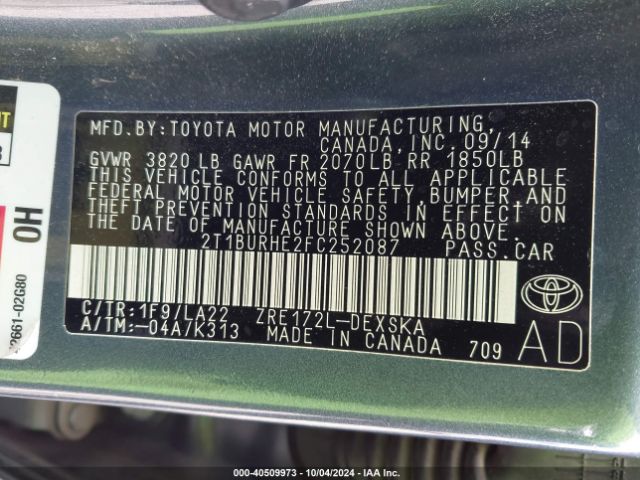 MFD. BY: TOYOTA MOTOR MANUFACTURING,
CANADA, INC. 09/14
GVWR 3820 LB GAWR FR 2070LB RR 1850LB
THIS VEHICLE CONFORMS TO ALL APPLICABLE
FEDERAL MOTOR VEHICLE SAFETY, BUMPER, AND
THEFT PREVENTION STANDARDS IN EFFECT ON
THE DATE OF MANUFACTURE SHOWN ABOVE.
2T1BURHE2FC252087 PASS. CAR
C/TR: 1F9/LA22 ZRE172L-DEXSKA
A/TM: -04A/K313 MADE IN CANADA 709
AD
OH
2661-02G80
000-40509973 - 10/04/2024 - IAA Inc.